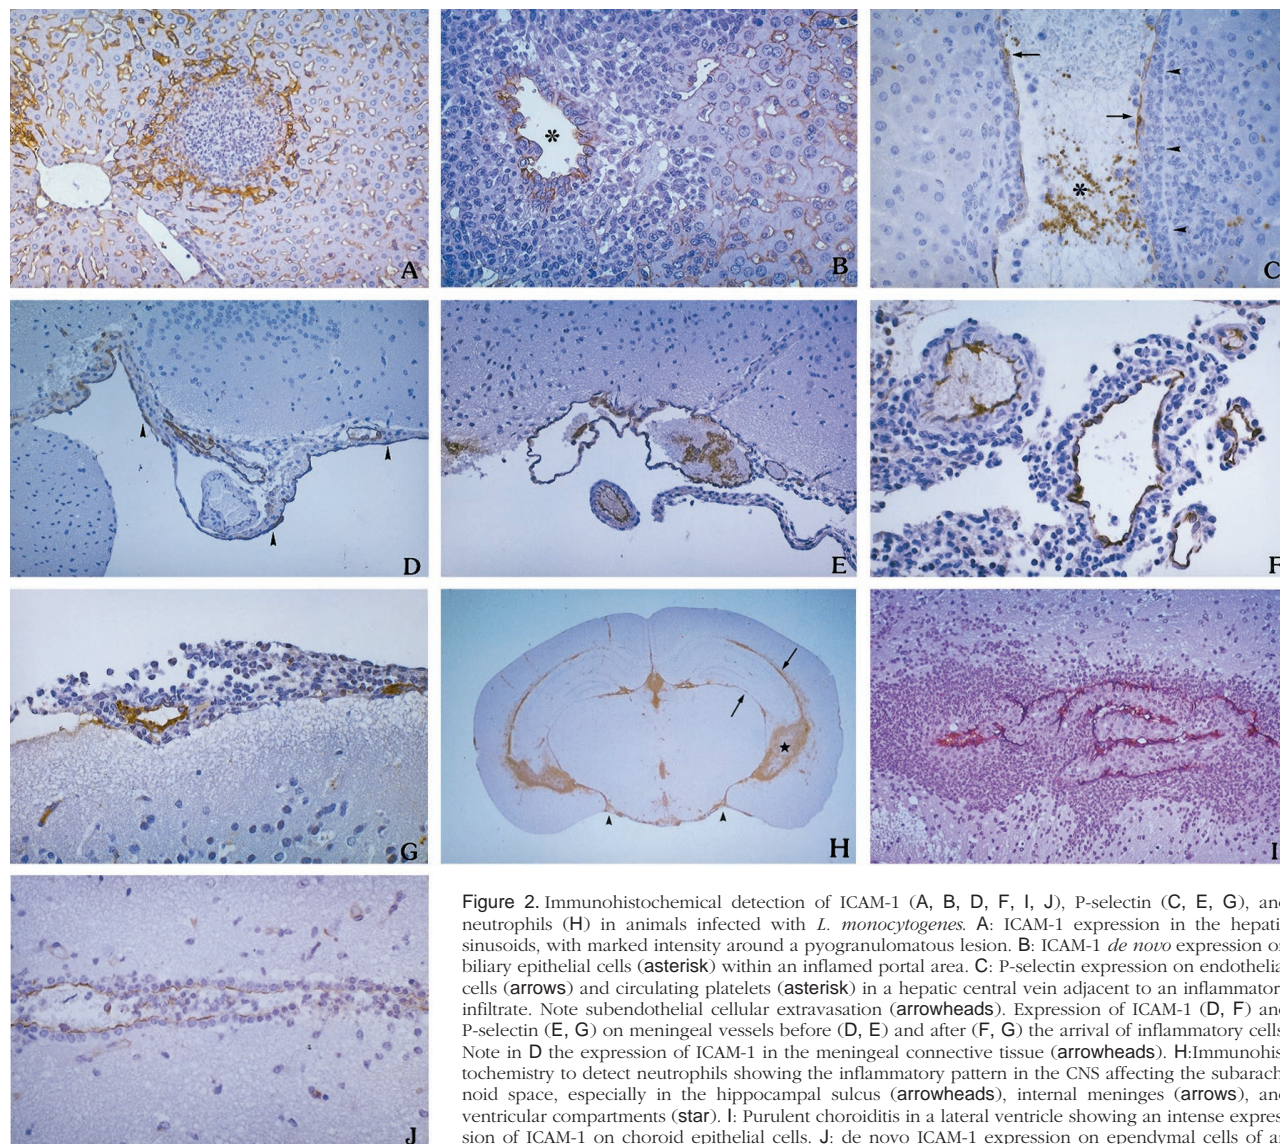 A
B
C
D
E
F
G
H
I
J
Figure 2. Immunohistochemical detection of ICAM-1 (A, B, D, F, I, J), P-selectin (C, E, G), and
neutrophils (H) in animals infected with L. monocytogenes. A: ICAM-1 expression in the hepati
sinusoids, with marked intensity around a pyogranulomatous lesion. B: ICAM-1 de novo expression o
biliary epithelial cells (asterisk) within an inflamed portal area. C: P-selectin expression on endothelia
cells (arrows) and circulating platelets (asterisk) in a hepatic central vein adjacent to an inflammator
infiltrate. Note subendothelial cellular extravasation (arrowheads). Expression of ICAM-1 (D, F) an
P-selectin (E, G) on meningeal vessels before (D, E) and after (F, G) the arrival of inflammatory cells
Note in D the expression of ICAM-1 in the meningeal connective tissue (arrowheads). H:Immunohis
tochemistry to detect neutrophils showing the inflammatory pattern in the CNS affecting the subarach
noid space, especially in the hippocampal sulcus (arrowheads), internal meninges (arrows), an
ventricular compartments (star). I: Purulent choroiditis in a lateral ventricle showing an intense expres
sion of ICAM-1 on choroid epithelial cells. J: de novo ICAM-1 expression on ependymal cells of